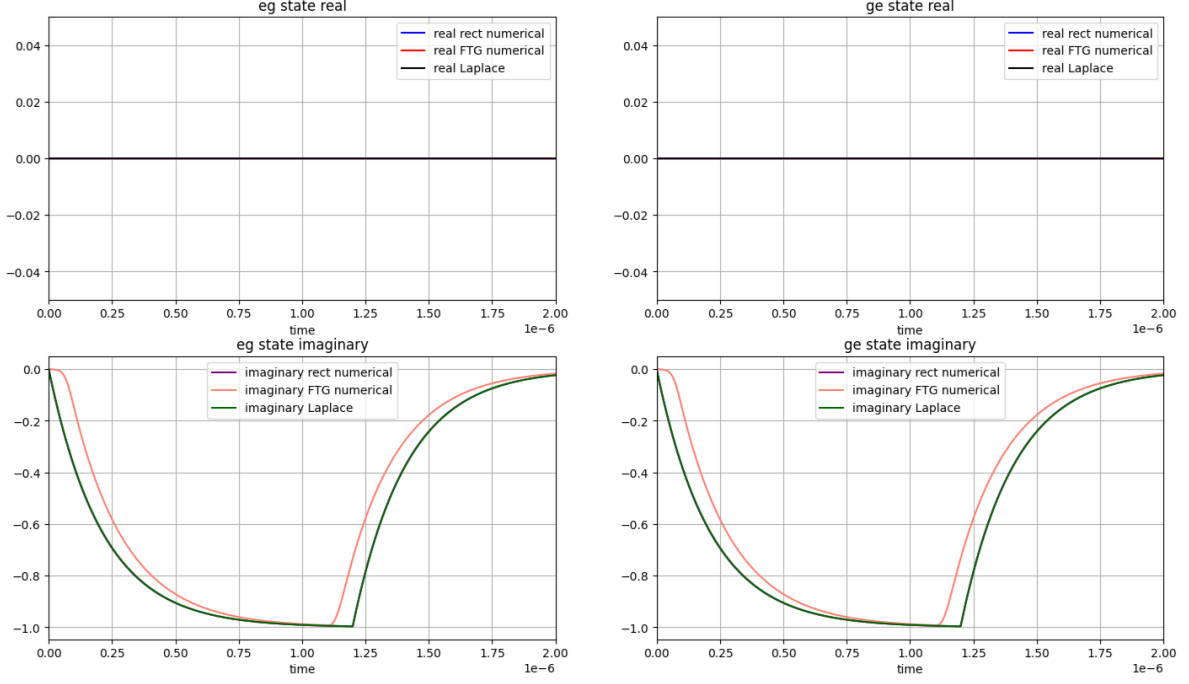 eg state real
0.04
0.02
0.00
−0.02
−0.04
real rect numerical
real FTG numerical
real Laplace
0.00 0.25 0.50 0.75 1.00 1.25 1.50 1.75 2.00
time
1e−6
ge state real
0.04
0.02
0.00
−0.02
−0.04
real rect numerical
real FTG numerical
real Laplace
0.00 0.25 0.50 0.75 1.00 1.25 1.50 1.75 2.00
time
1e−6
eg state imaginary
0.0
−0.2
−0.4
−0.6
−0.8
−1.0
imaginary rect numerical
imaginary FTG numerical
imaginary Laplace
0.00 0.25 0.50 0.75 1.00 1.25 1.50 1.75 2.00
time
1e−6
ge state imaginary
0.0
−0.2
−0.4
−0.6
−0.8
−1.0
imaginary rect numerical
imaginary FTG numerical
imaginary Laplace
0.00 0.25 0.50 0.75 1.00 1.25 1.50 1.75 2.00
time
1e−6